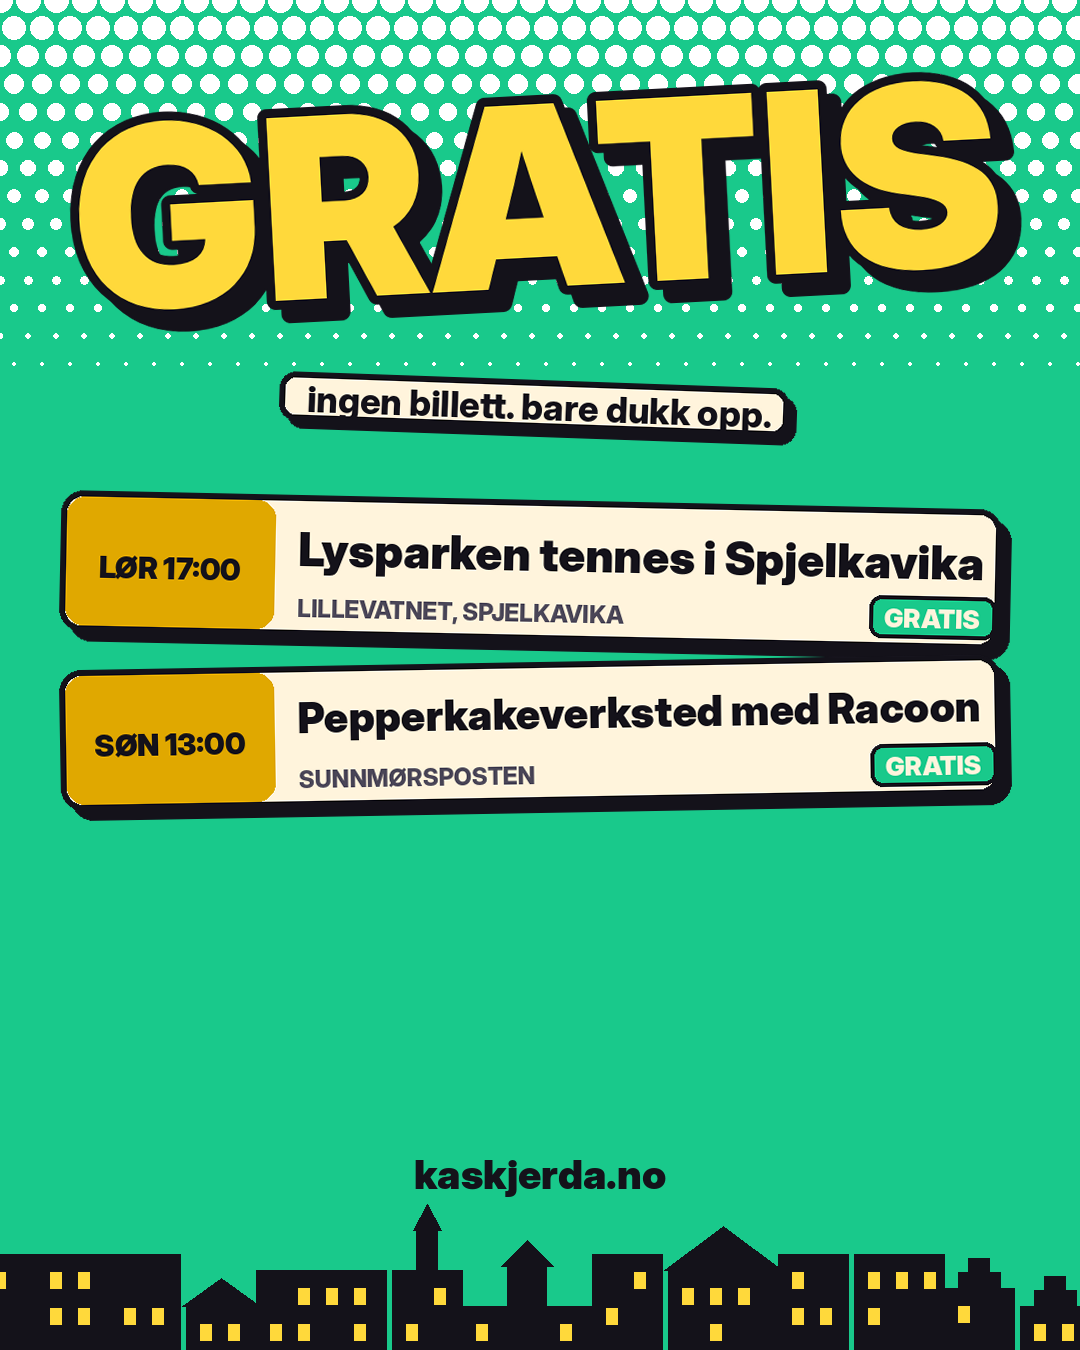 GRATIS
ingen billett. bare dukk opp.
LØR 17:00
Lysparken tennes i Spjelkavika
LILLEVATNET, SPJELKAVIKA
GRATIS
SØN 13:00
Pepperkakeverksted med Racoon
SUNNMØRSPOSTEN
GRATIS
kaskjerda.no